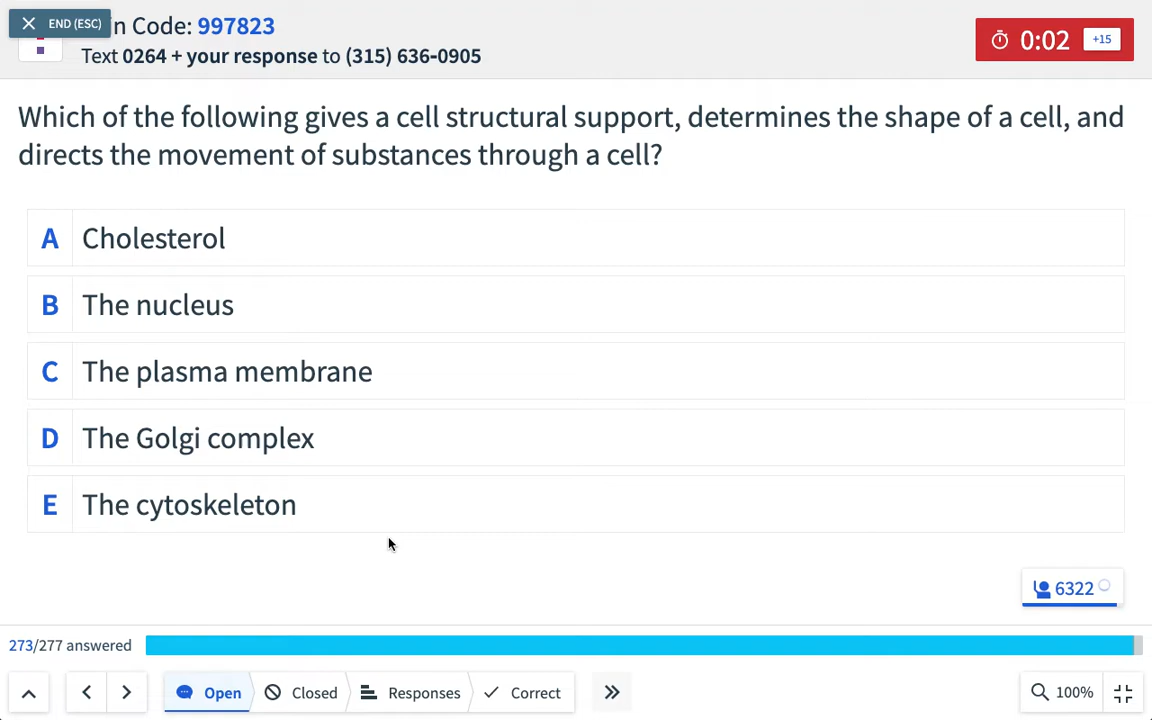 END (ESC)
n Code: 997823
Text 0264 + your response to (315) 636-0905
0:02
+15
Which of the following gives a cell structural support, determines the shape of a cell, and
directs the movement of substances through a cell?
A Cholesterol
B The nucleus
C The plasma membrane
D The Golgi complex
E The cytoskeleton
6322
273/277 answered
Open Closed Responses Correct
100%